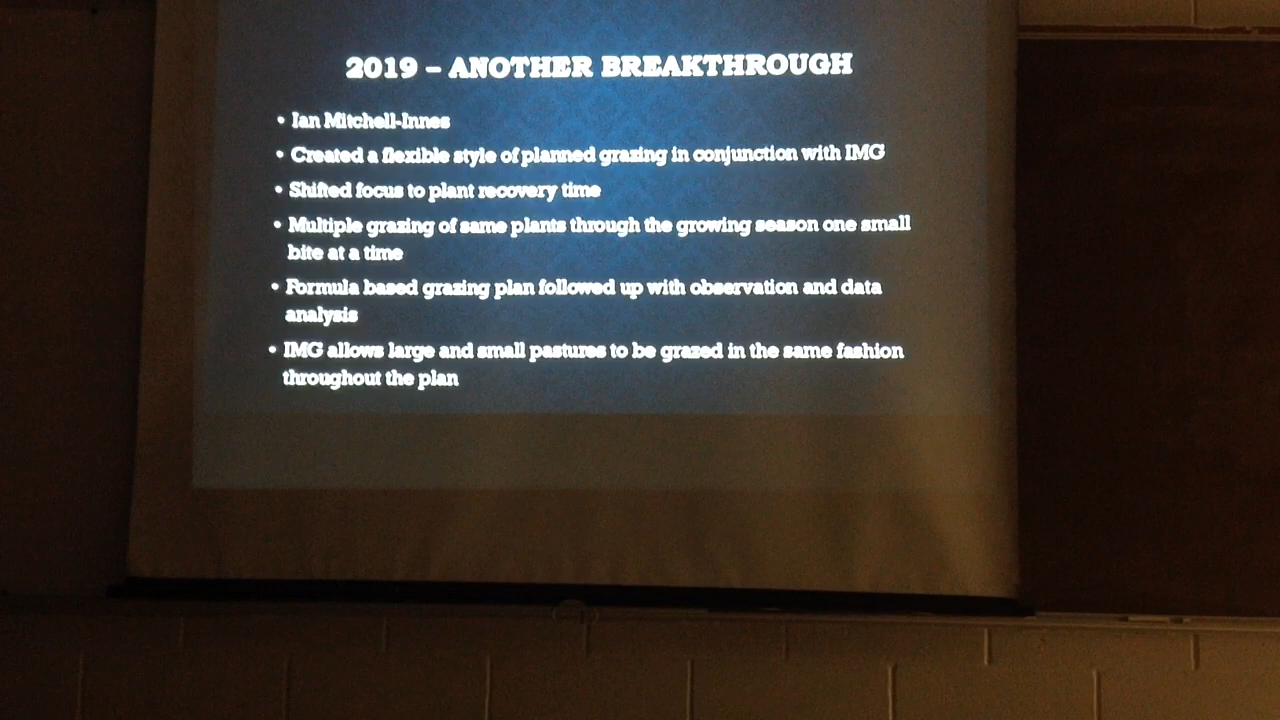 2019 – ANOTHER BREAKTHROUGH
• Ian Mitchell-Innes
• Created a flexible style of planned grazing in conjunction with IMG
• Shifted focus to plant recovery time
• Multiple grazing of same plants through the growing season one small
bite at a time
• Formula based grazing plan followed up with observation and data
analysis
• IMG allows large and small pastures to be grazed in the same fashion
throughout the plan